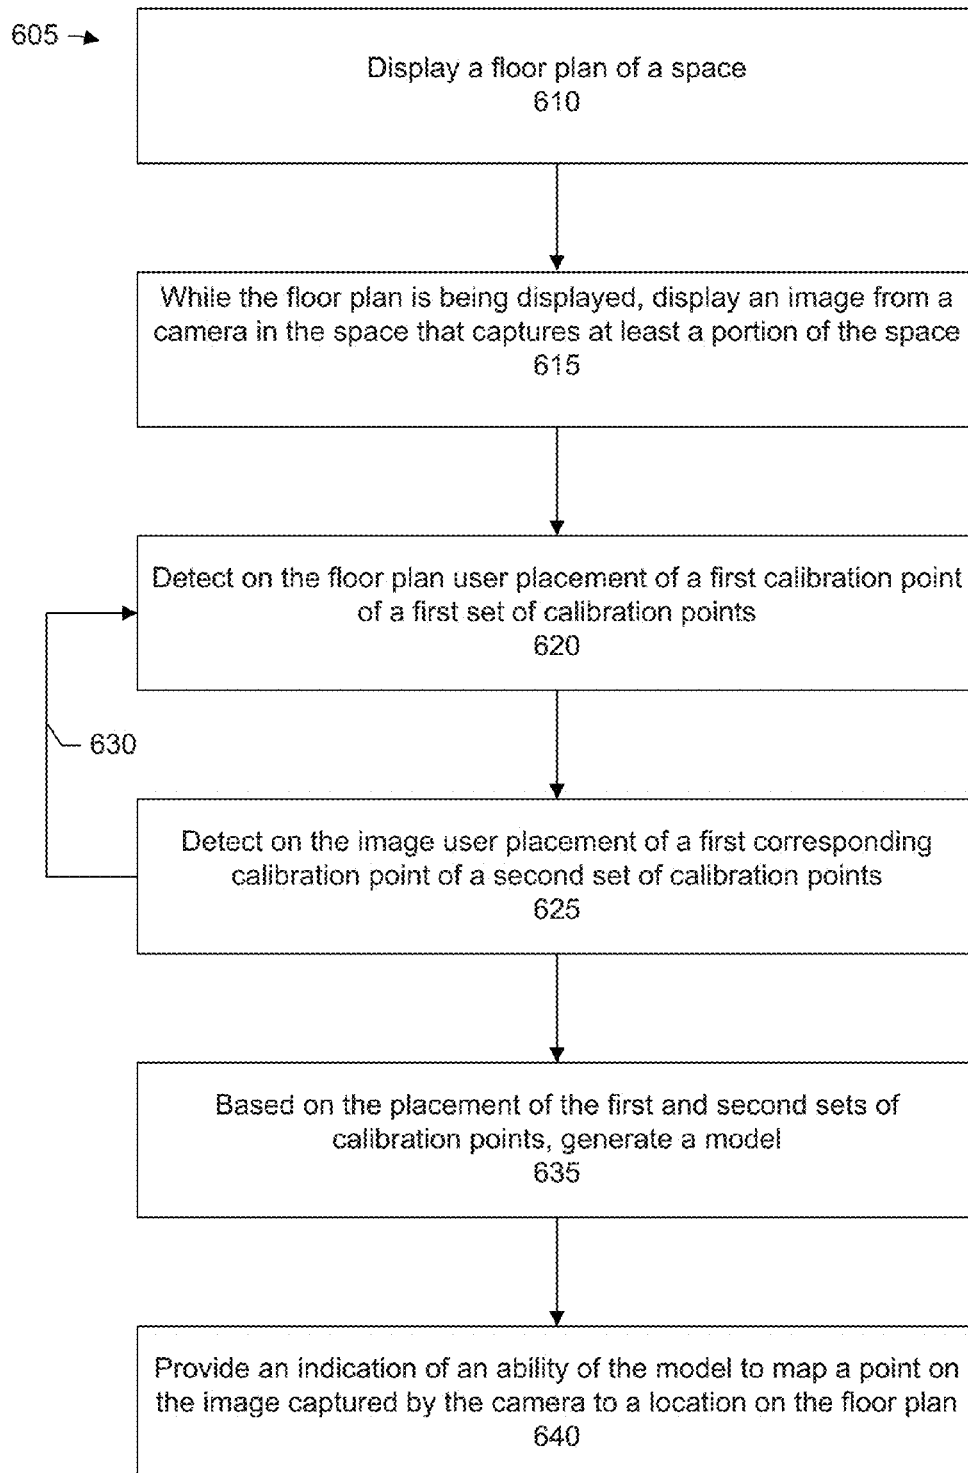 605
Display a floor plan of a space
610
While the floor plan is being displayed, display an image from a
camera in the space that captures at least a portion of the space
615
Detect on the floor plan user placement of a first calibration point
of a first set of calibration points
620
630
Detect on the image user placement of a first corresponding
calibration point of a second set of calibration points
625
Based on the placement of the first and second sets of
calibration points, generate a model
635
Provide an indication of an ability of the model to map a point on
the image captured by the camera to a location on the floor plan
640